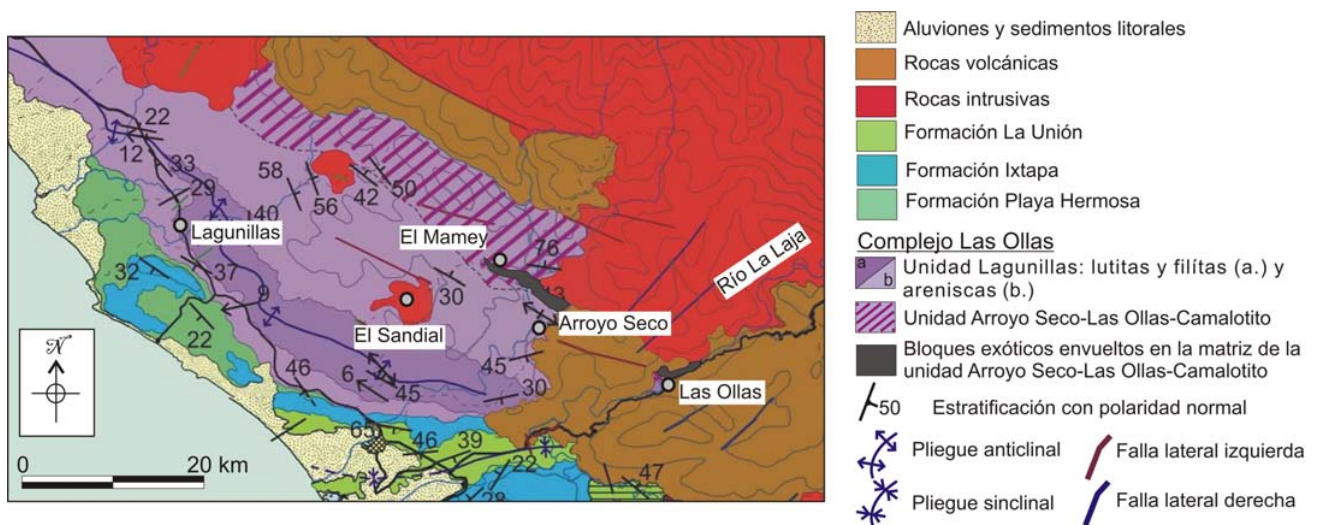 22
12
33
29
58
56
42
50
40
Lagunillas
El Mamey
76
Río La Laja
32
37
9
30
13
El Sandial
Arroyo Seco
22
45
46
6
45
30
Las Ollas
N
65
46
39
22
47
28
0
20 km
Aluviones y sedimentos litorales
Rocas volcánicas
Rocas intrusivas
Formación La Unión
Formación Ixtapa
Formación Playa Hermosa
Complejo Las Ollas
a
b
Unidad Lagunillas: lutitas y filítas (a.) y
areniscas (b.)
Unidad Arroyo Seco-Las Ollas-Camalotito
Bloques exóticos envueltos en la matriz de la
unidad Arroyo Seco-Las Ollas-Camalotito
50
Estratificación con polaridad normal
Pliegue anticlinal
Falla lateral izquierda
Pliegue sinclinal
Falla lateral derecha